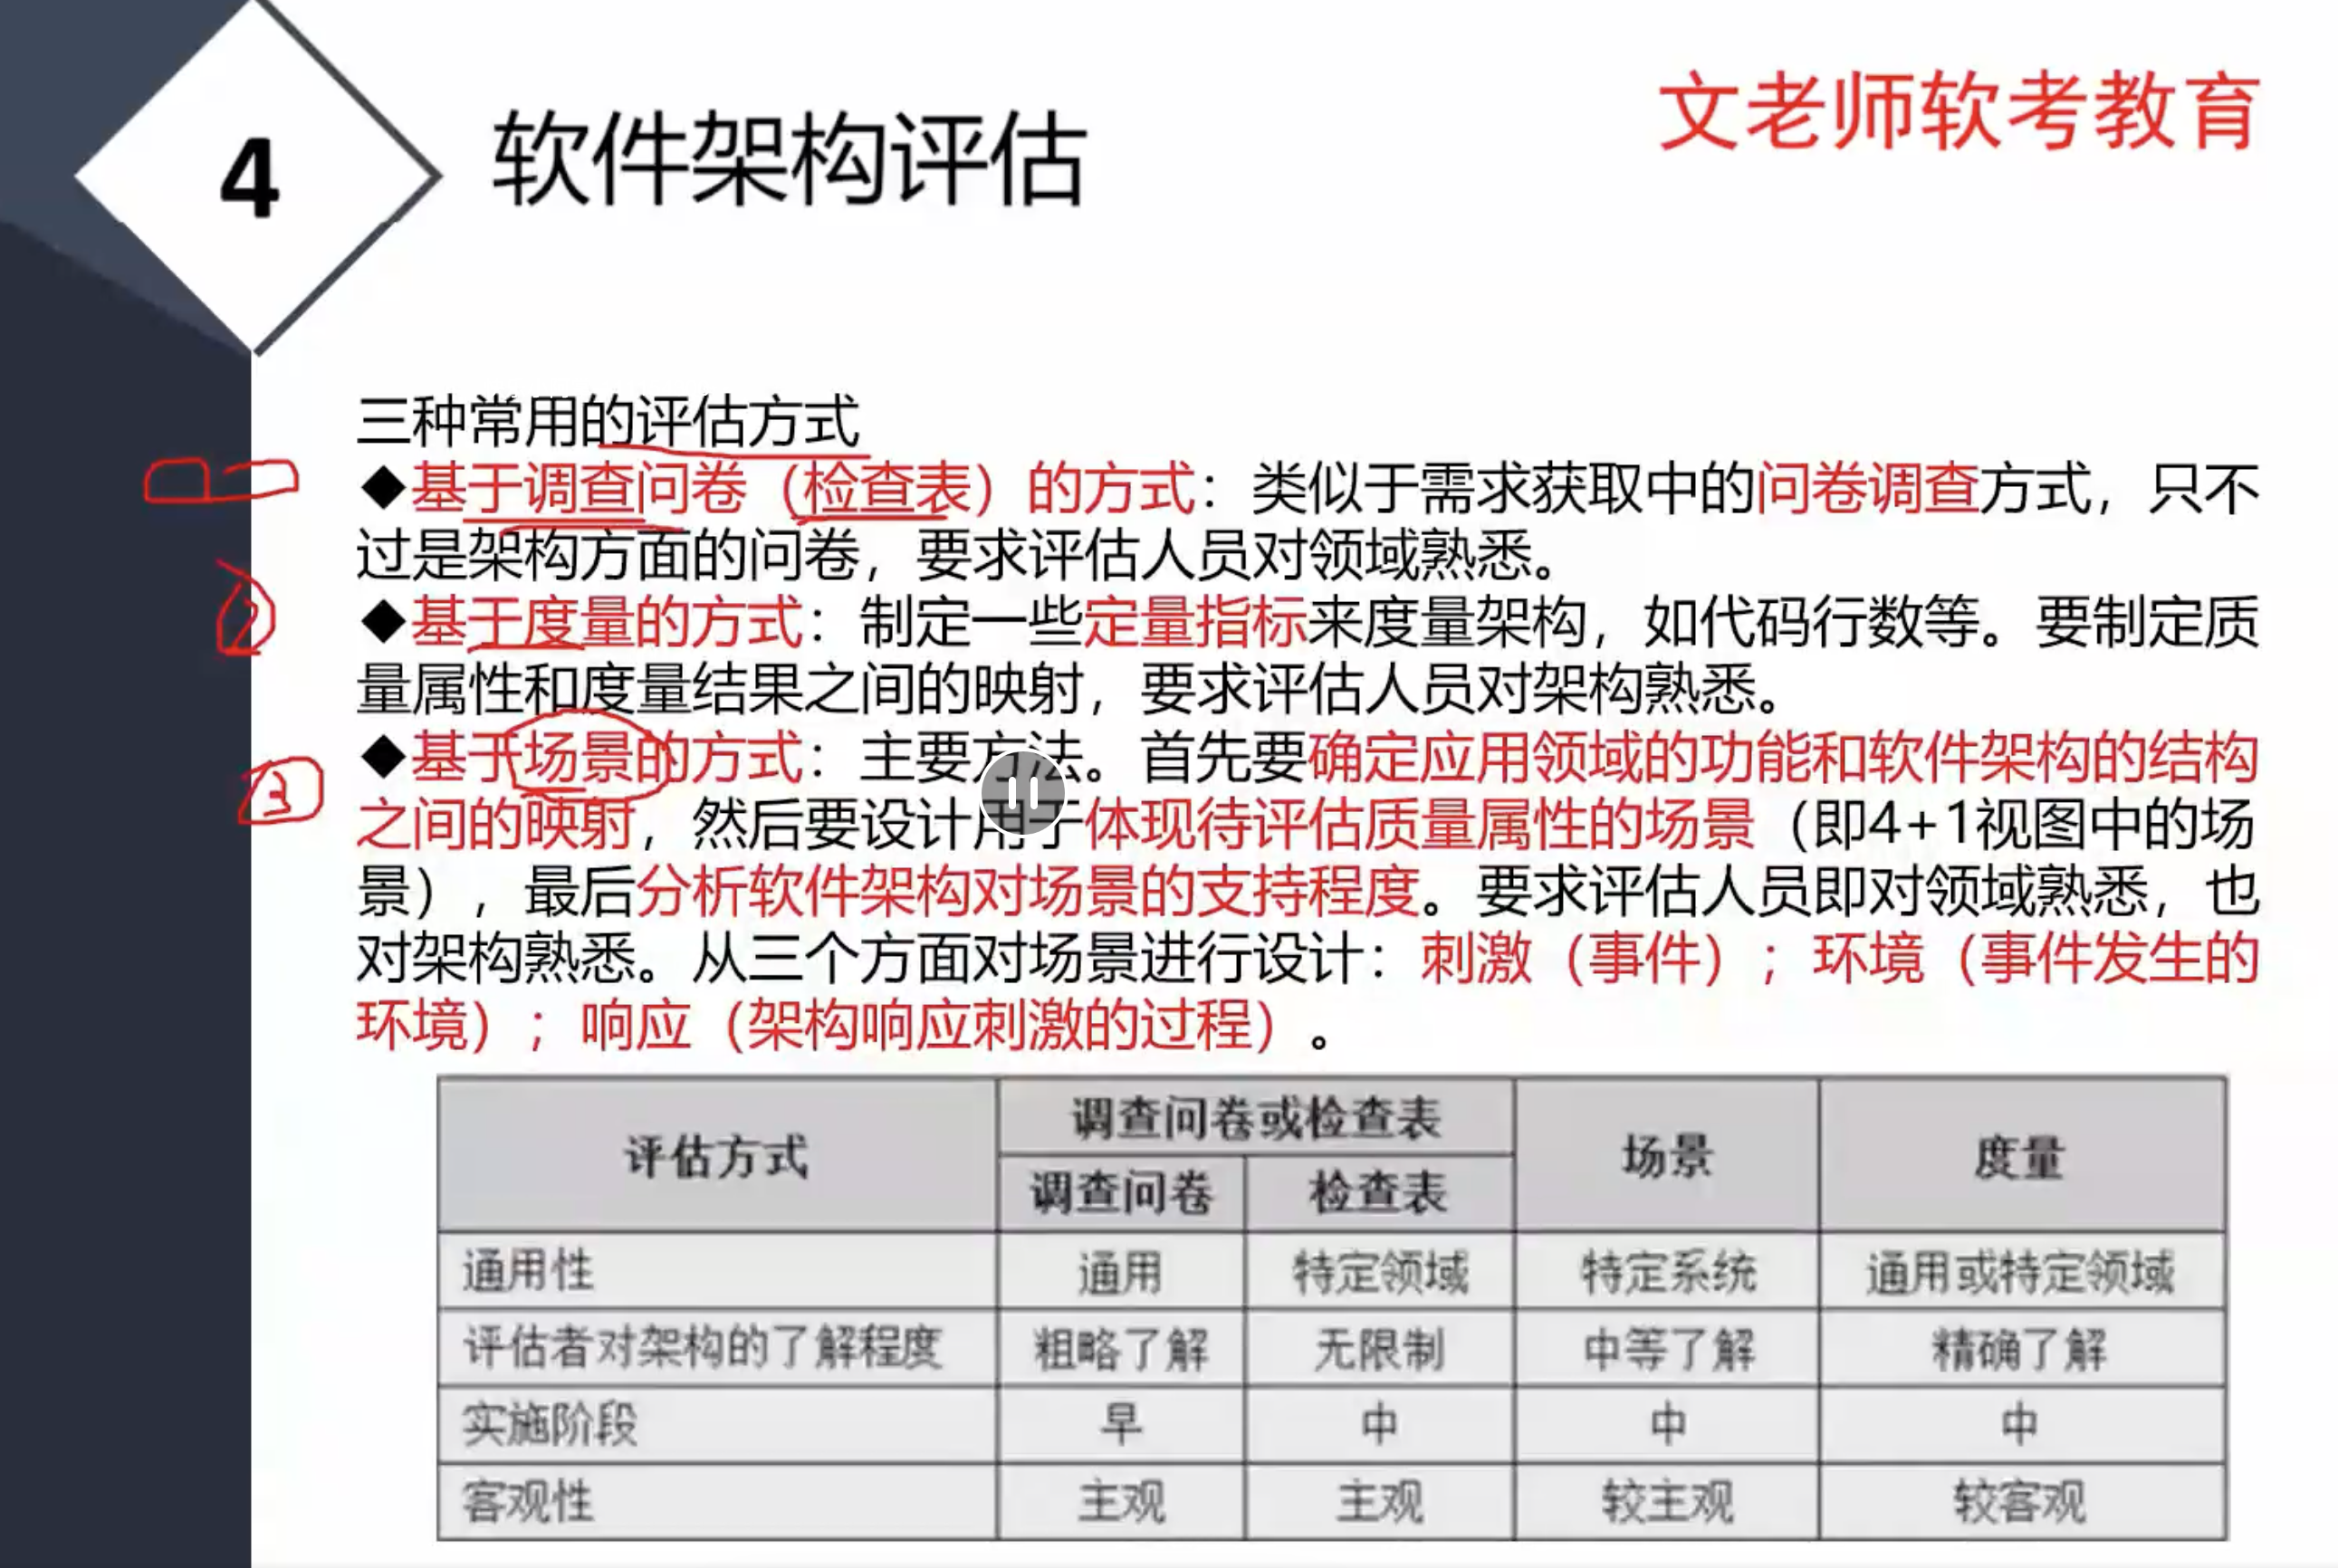 4
软件架构评估
文老师软考教育
三种常用的评估方式
◆基于调查问卷（检查表）的方式：类似于需求获取中的问卷调查方式，只不
过是架构方面的问卷，要求评估人员对领域熟悉。
◆基于度量的方式：制定一些定量指标来度量架构，如代码行数等。要制定质
量属性和度量结果之间的映射，要求评估人员对架构熟悉。
◆基于场景的方式：主要方法。首先要确定应用领域的功能和软件架构的结构
之间的映射，然后要设计用于体现待评估质量属性的场景（即4+1视图中的场
景），最后分析软件架构对场景的支持程度。要求评估人员即对领域熟悉，也
对架构熟悉。从三个方面对场景进行设计：刺激（事件）；环境（事件发生的
环境）；响应（架构响应刺激的过程）。
2
3
评估方式 调查问卷或检查表 场景 度量
调查问卷 检查表
通用性 通用 特定领域 特定系统 通用或特定领域
评估者对架构的了解程度 粗略了解 无限制 中等了解 精确了解
实施阶段 早 中 中 中
客观性 主观 主观 较主观 较客观